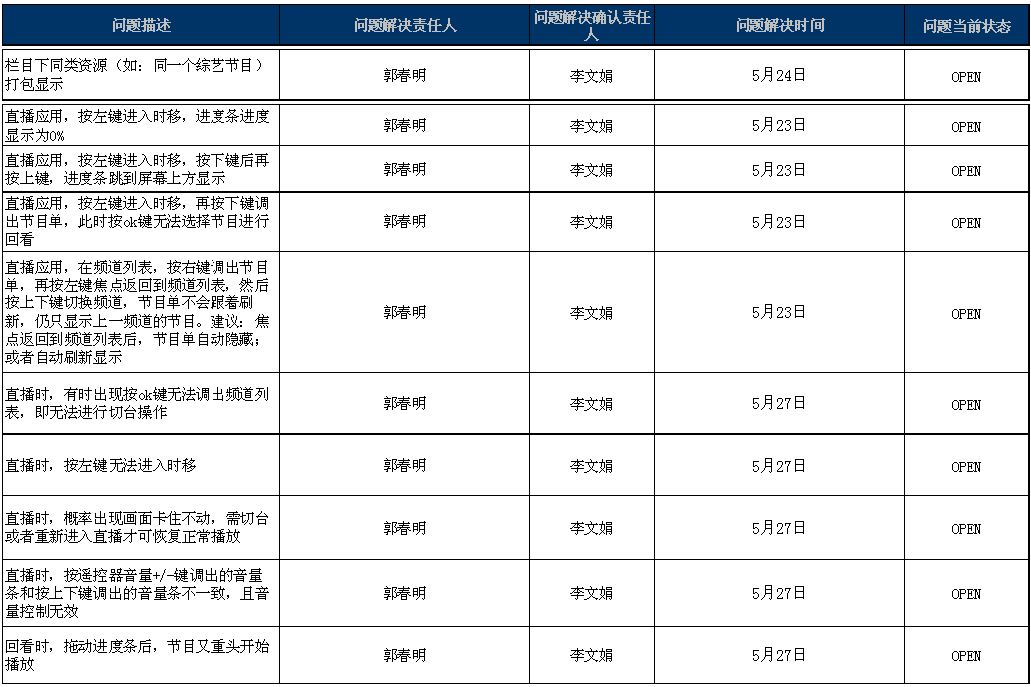 问题描述
问题解决责任人
问题解决确认责任
人
问题解决时间
问题当前状态
栏目下同类资源（如：同一个综艺节目）
打包显示
郭春明
李文娟
5月24日
OPEN
直播应用，按左键进入时移，进度条进度
显示为0%
郭春明
李文娟
5月23日
OPEN
直播应用，按左键进入时移，按下键后再
按上键，进度条跳到屏幕上方显示
郭春明
李文娟
5月23日
OPEN
直播应用，按左键进入时移，再按下键调
出节目单，此时按ok键无法选择节目进行
回看
郭春明
李文娟
5月23日
OPEN
直播应用，在频道列表，按右键调出节目
单，再按左键焦点返回到频道列表，然后
按上下键切换频道，节目单不会跟着刷
新，仍只显示上一频道的节目。建议：焦
点返回到频道列表后，节目单自动隐藏；
或者自动刷新显示
郭春明
李文娟
5月23日
OPEN
直播时，有时出现按ok键无法调出频道列
表，即无法进行切台操作
郭春明
李文娟
5月27日
OPEN
直播时，按左键无法进入时移
郭春明
李文娟
5月27日
OPEN
直播时，概率出现画面卡住不动，需切台
或者重新进入直播才可恢复正常播放
郭春明
李文娟
5月27日
OPEN
直播时，按遥控器音量+/-键调出的音量
条和按上下键调出的音量条不一致，且音
量控制无效
郭春明
李文娟
5月27日
OPEN
回看时，拖动进度条后，节目又重头开始
播放
郭春明
李文娟
5月27日
OPEN